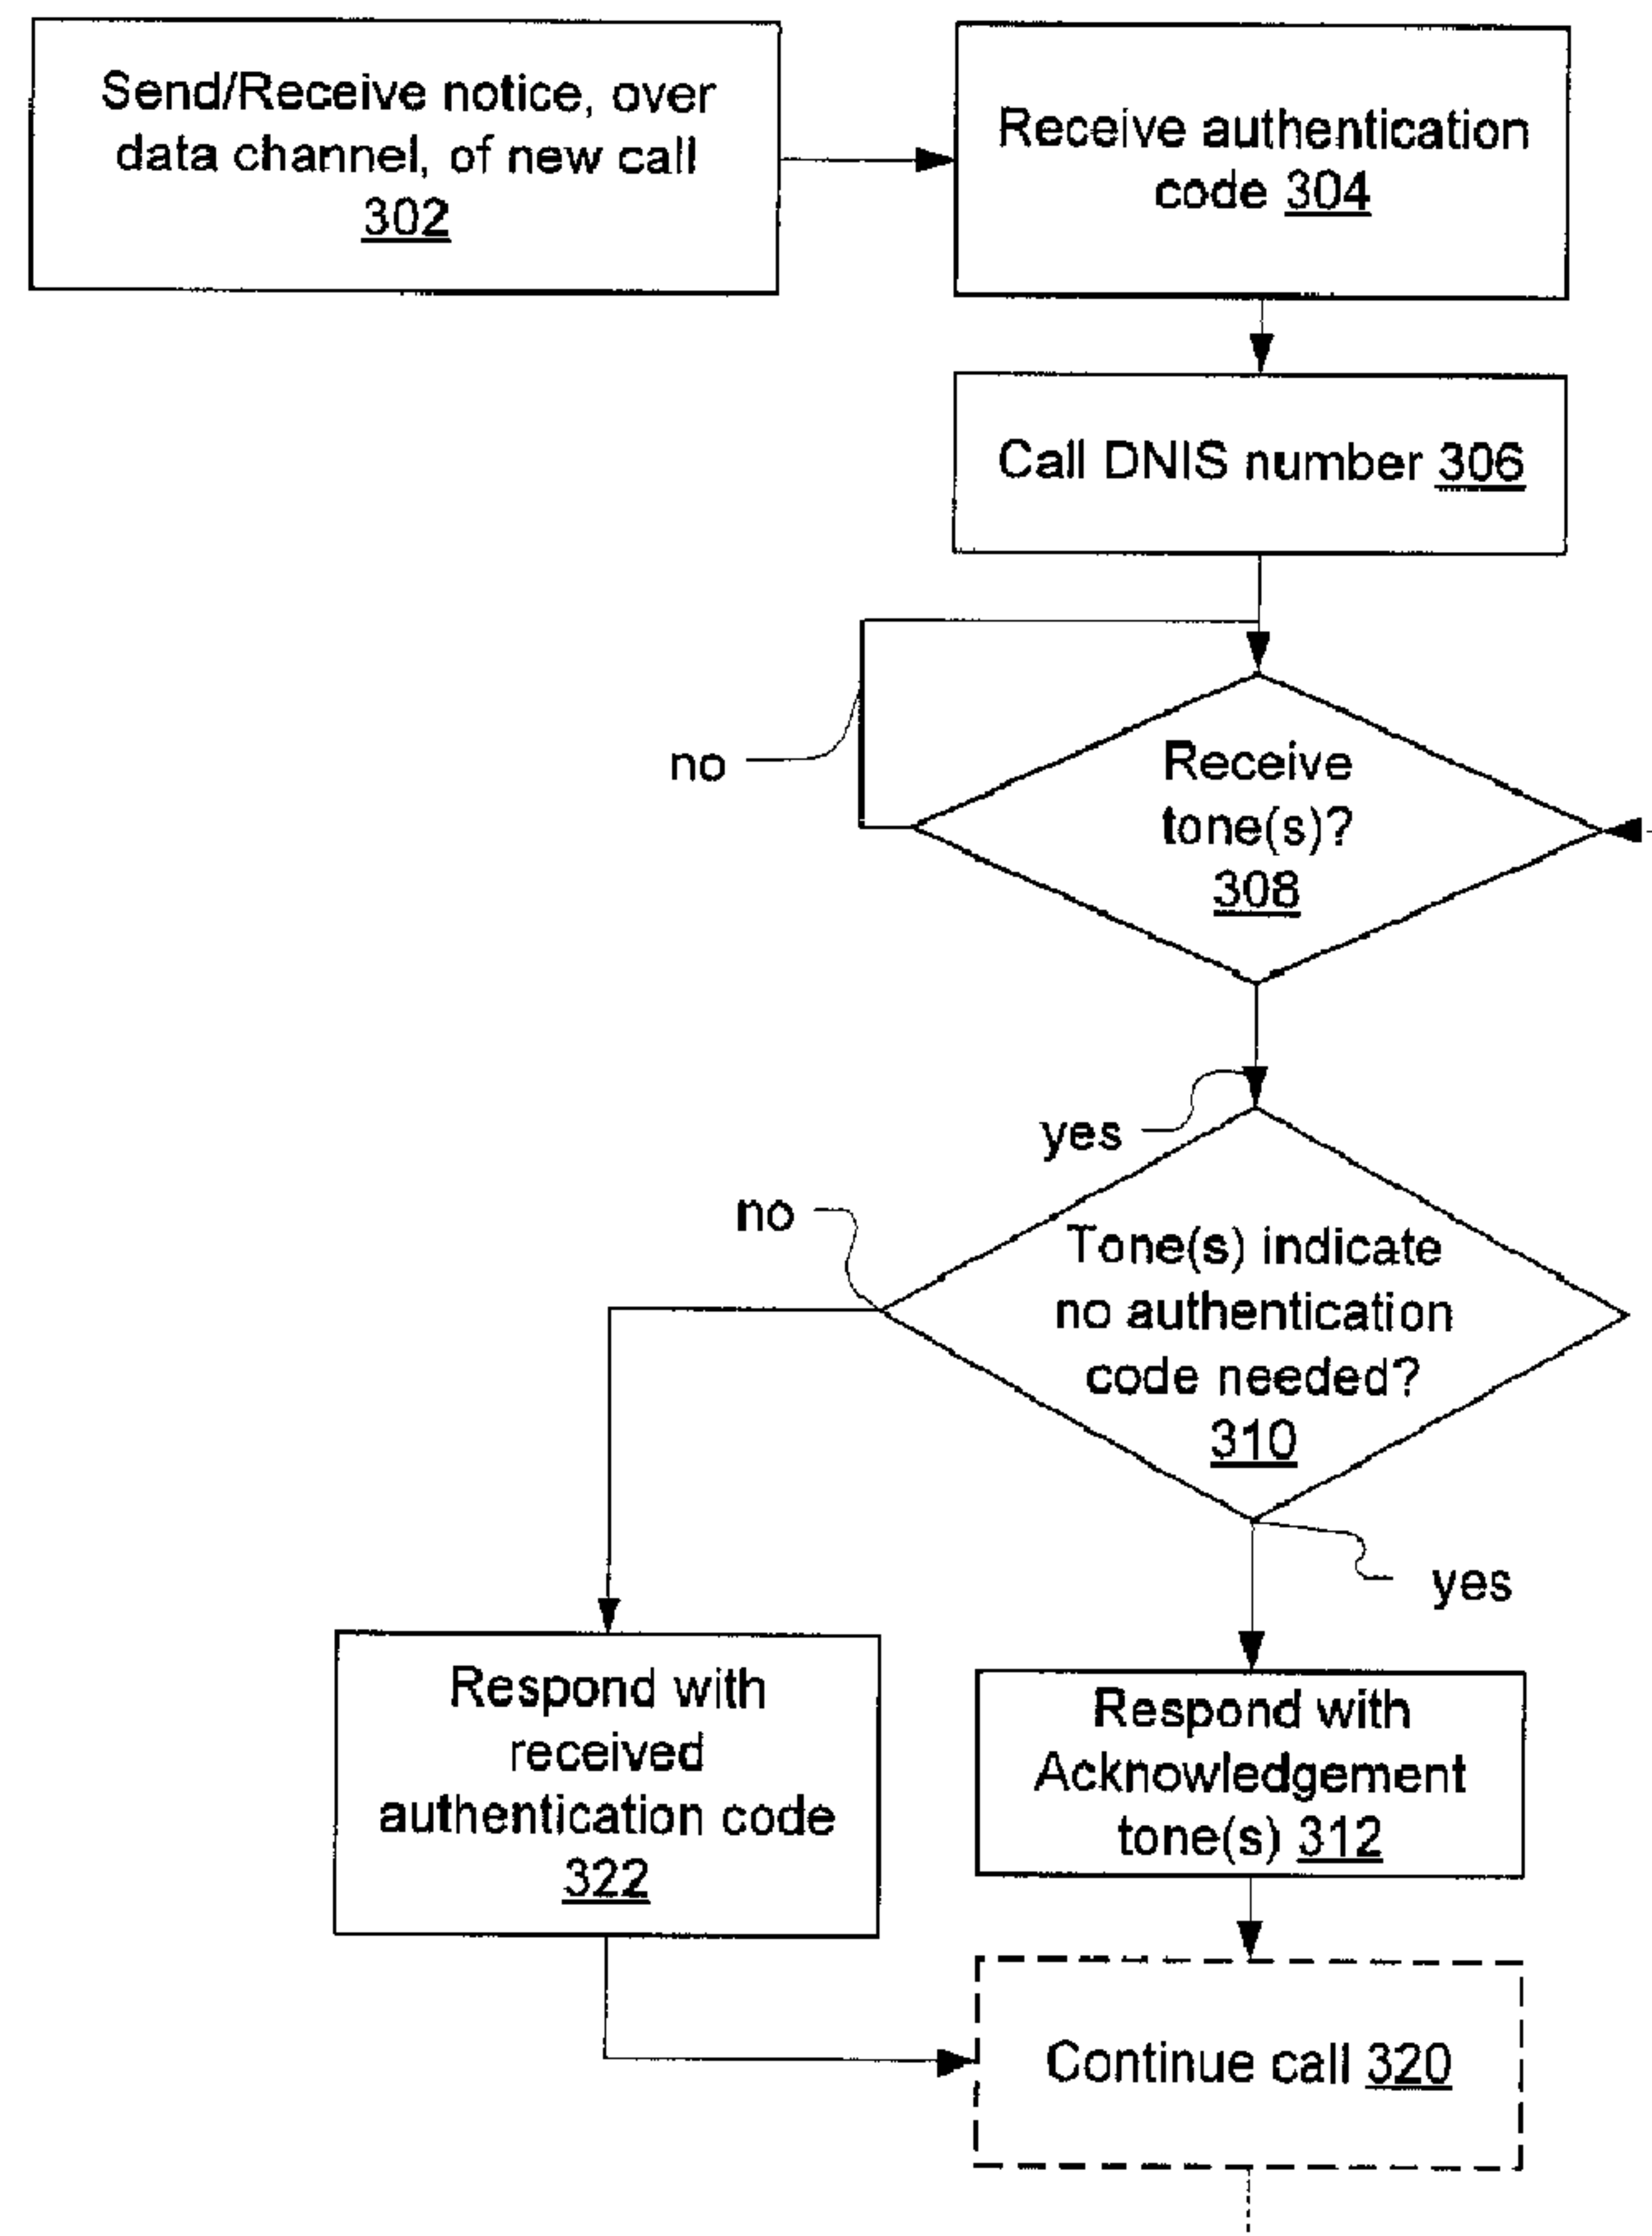 Send/Receive notice, over
data channel, of new call
302
Receive authentication
code 304
Call DNIS number 306
no
Receive
tone(s)?
308
yes
no
Tone(s) indicate
no authentication
code needed?
310
yes
Respond with
received
authentication code
322
Respond with
Acknowledgement
tone(s) 312
Continue call 320